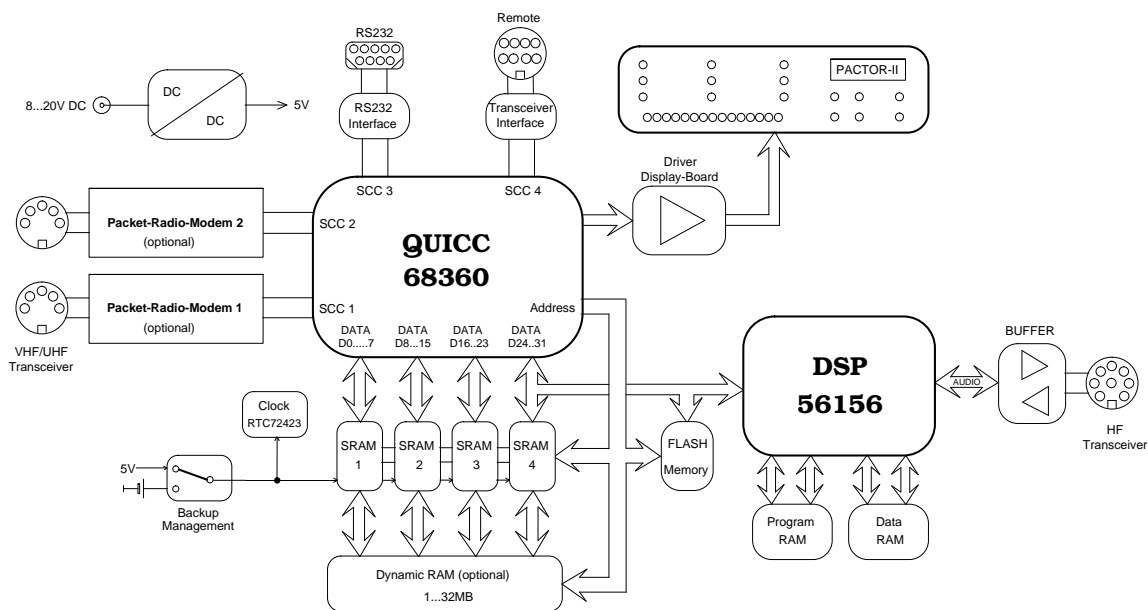 RS232
Remote
PACTOR-II
8...20V DC
DC
DC
5V
RS232
Interface
Transceiver
Interface
Driver
Display-Board
SCC 3
SCC 4
Packet-Radio-Modem 2
(optional)
SCC 2
QUICC
68360
Packet-Radio-Modem 1
(optional)
SCC 1
Address
VHF/UHF
Transceiver
DATA
D0.....7
DATA
D8...15
DATA
D16..23
DATA
D24..31
BUFFER
DSP
56156
AUDIO
HF
Transceiver
Clock
RTC72423
SRAM
1
SRAM
2
SRAM
3
SRAM
4
FLASH
Memory
5V
Backup
Management
Program
RAM
Data
RAM
Dynamic RAM (optional)
1...32MB